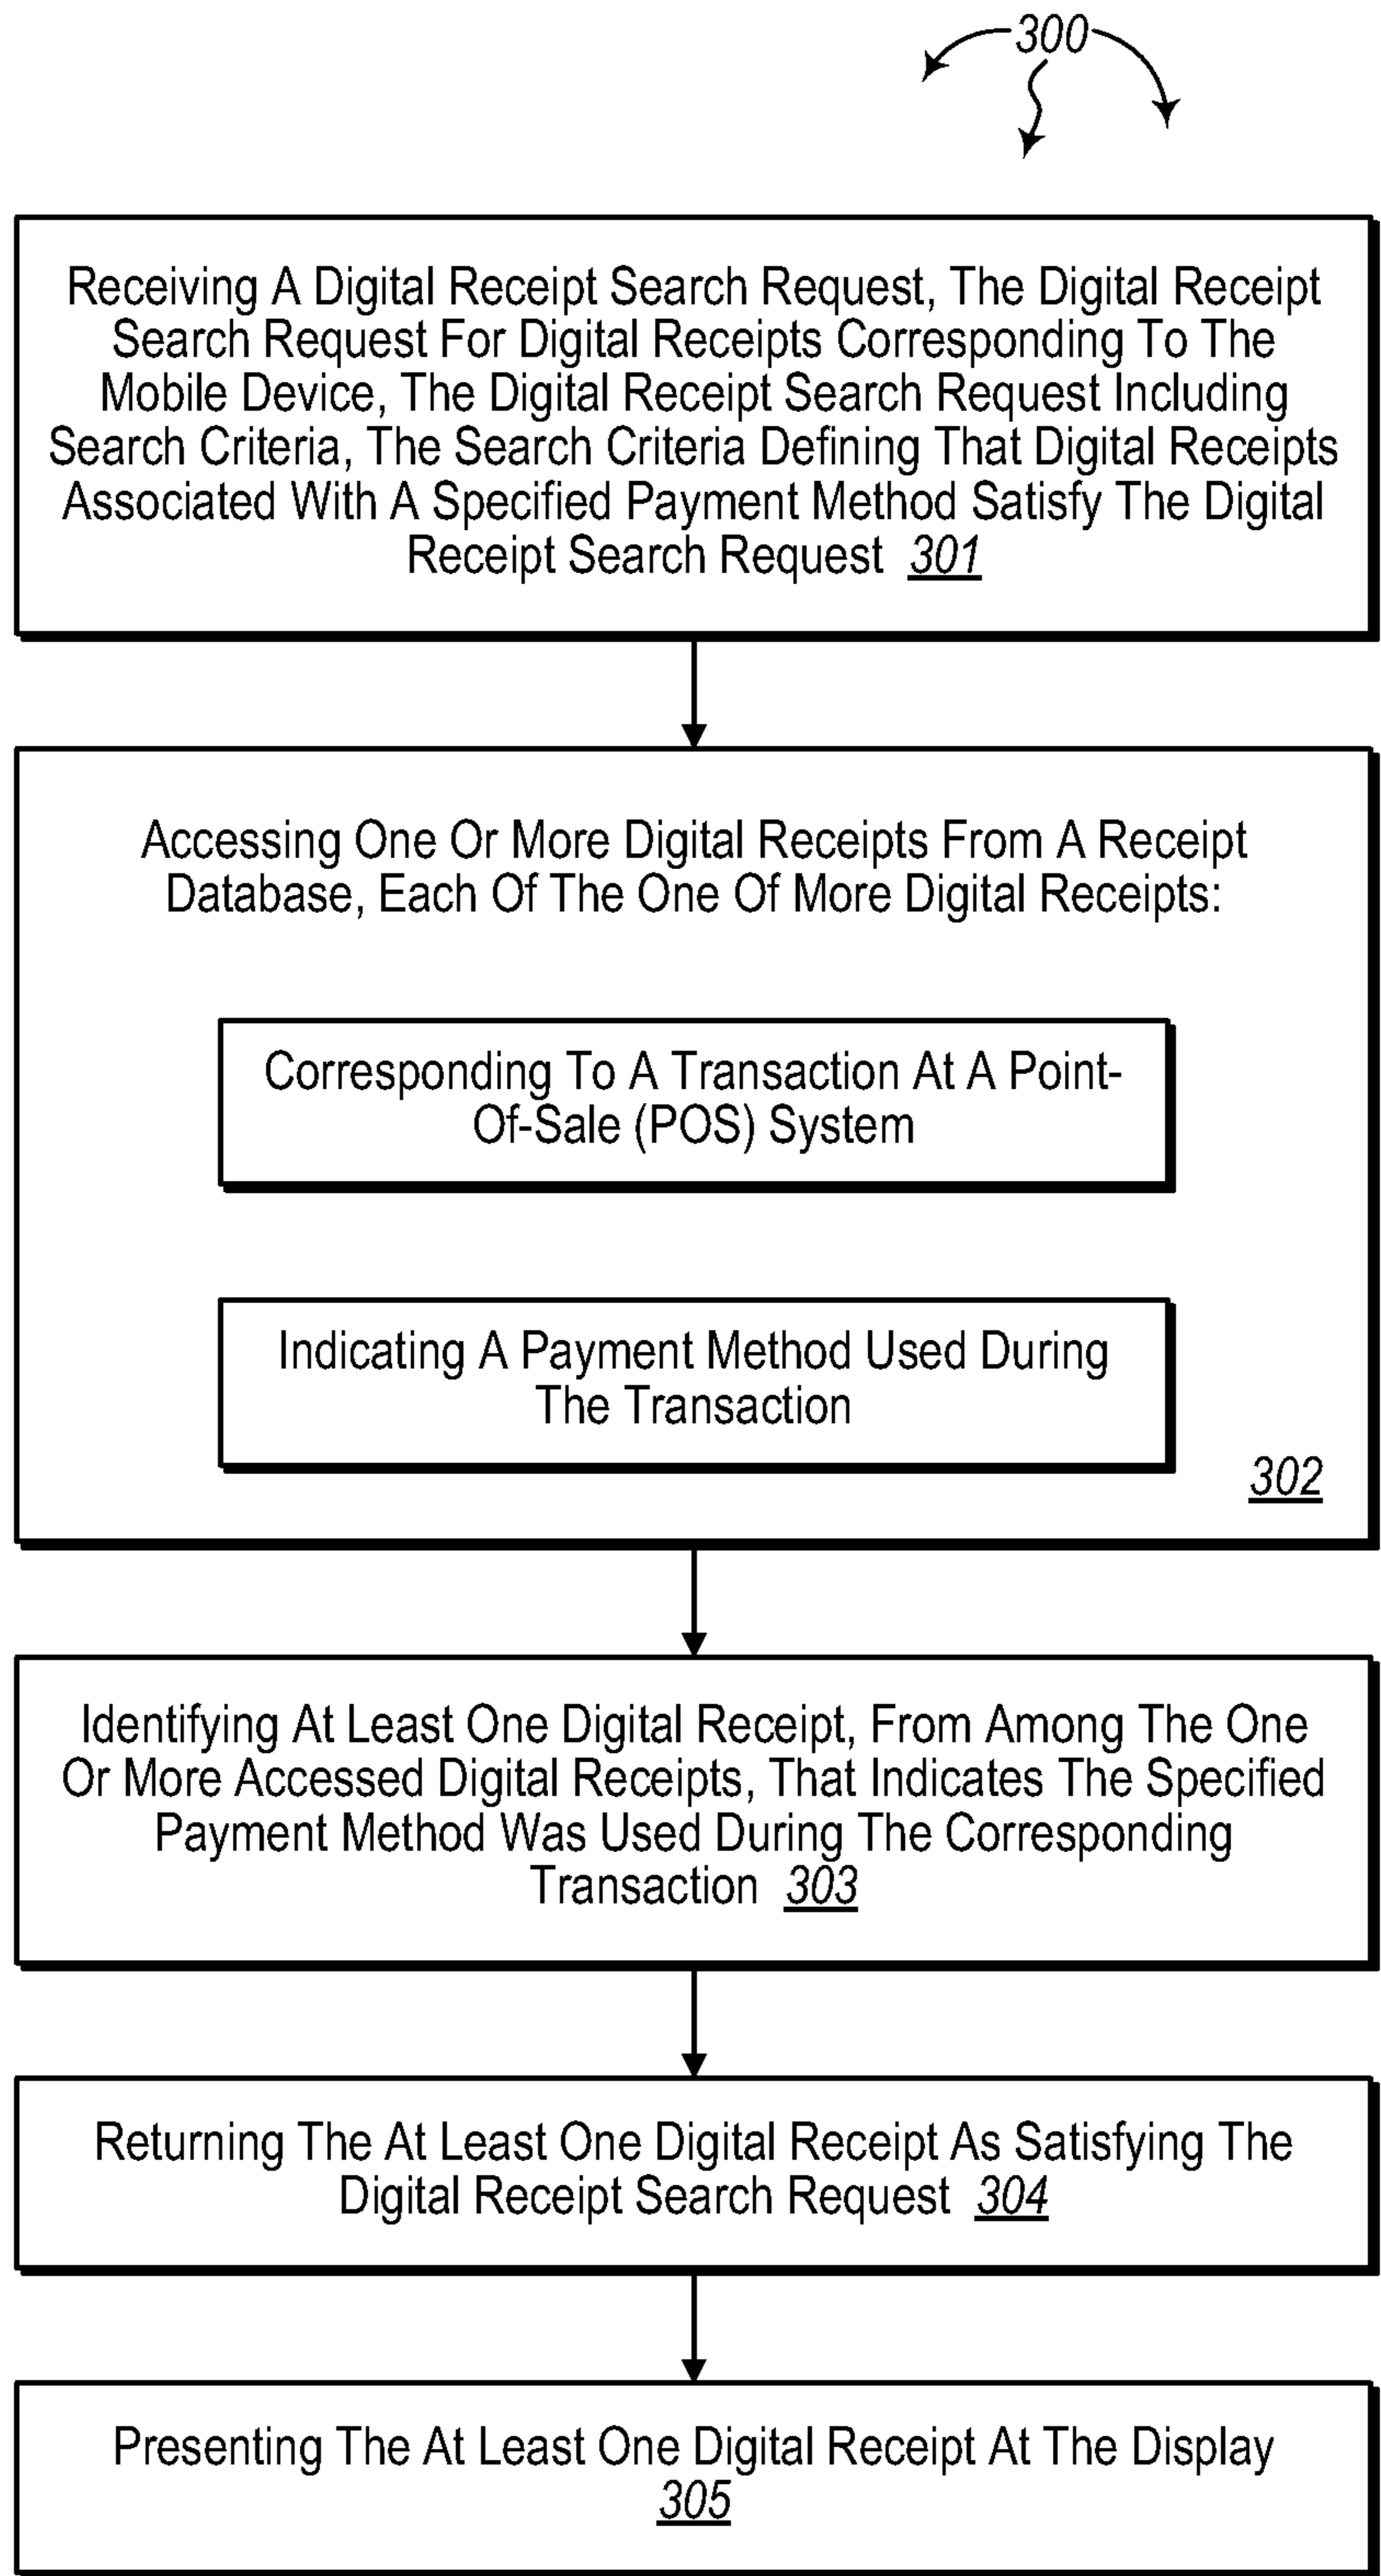 300
Receiving A Digital Receipt Search Request, The Digital Receipt
Search Request For Digital Receipts Corresponding To The
Mobile Device, The Digital Receipt Search Request Including
Search Criteria, The Search Criteria Defining That Digital Receipts
Associated With A Specified Payment Method Satisfy The Digital
Receipt Search Request 301
Accessing One Or More Digital Receipts From A Receipt
Database, Each Of The One Of More Digital Receipts:
Corresponding To A Transaction At A Point-
Of-Sale (POS) System
Indicating A Payment Method Used During
The Transaction
302
Identifying At Least One Digital Receipt, From Among The One
Or More Accessed Digital Receipts, That Indicates The Specified
Payment Method Was Used During The Corresponding
Transaction 303
Returning The At Least One Digital Receipt As Satisfying The
Digital Receipt Search Request 304
Presenting The At Least One Digital Receipt At The Display
305